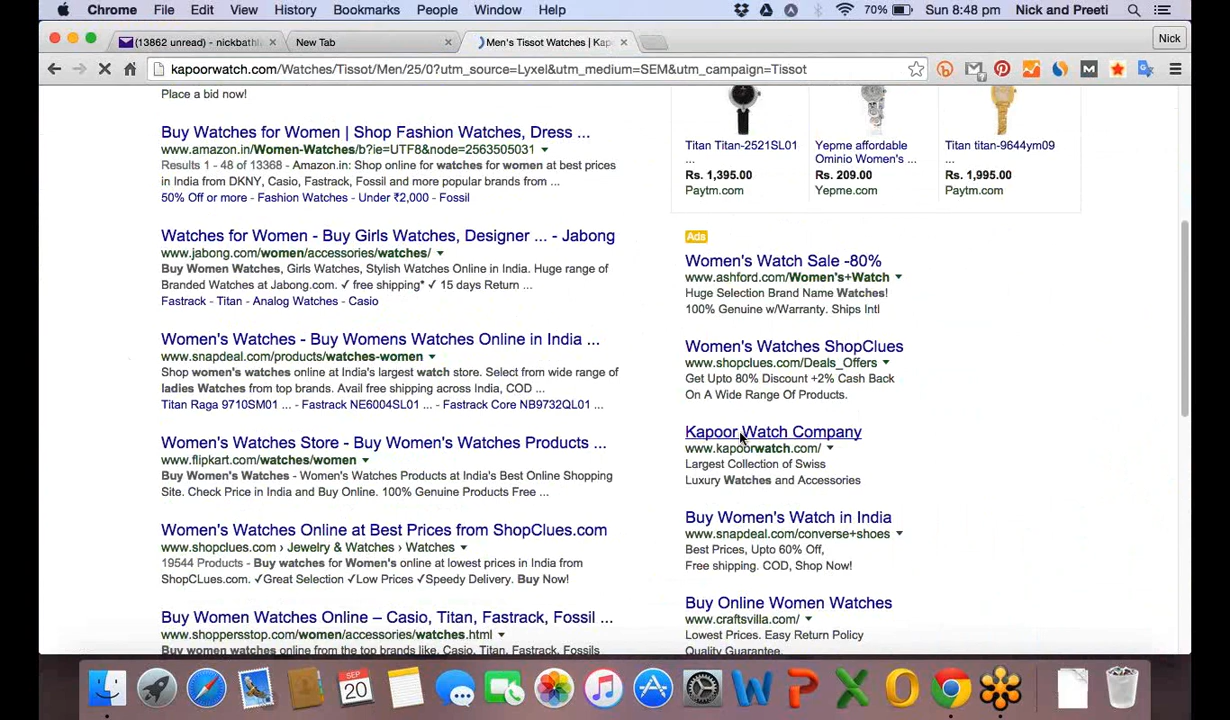 Chrome File Edit View History Bookmarks People Window Help 70% Sun 8:48 pm Nick and Preeti
(13862 unread) - nickbathl × New Tab × Men's Tissot Watches | Kap × Nick
kapoorwatch.com/Watches/Tissot/Men/25/0?utm_source=Lyxel&utm_medium=SEM&utm_campaign=Tissot
Place a bid now!
Buy Watches for Women | Shop Fashion Watches, Dress ...
www.amazon.in/Women-Watches/b?ie=UTF8&node=2563505031
Results 1 - 48 of 13368 - Amazon.in: Shop online for watches for women at best prices
in India from DKNY, Casio, Fastrack, Fossil and more popular brands from ...
50% Off or more - Fashion Watches - Under ₹2,000 - Fossil
Watches for Women - Buy Girls Watches, Designer ... - Jabong
www.jabong.com/women/accessories/watches/
Buy Women Watches, Girls Watches, Stylish Watches Online in India. Huge range of
Branded Watches at Jabong.com. ✓ free shipping* ✓ 15 days Return ...
Fastrack - Titan - Analog Watches - Casio
Women's Watches - Buy Womens Watches Online in India ...
www.snapdeal.com/products/watches-women
Shop women's watches online at India's largest watch store. Select from wide range of
ladies Watches from top brands. Avail free shipping across India, COD ...
Titan Raga 9710SM01 ... - Fastrack NE6004SL01 ... - Fastrack Core NB9732QL01 ...
Women's Watches Store - Buy Women's Watches Products ...
www.flipkart.com/watches/women
Buy Women's Watches - Women's Watches Products at India's Best Online Shopping
Site. Check Price in India and Buy Online. 100% Genuine Products Free ...
Women's Watches Online at Best Prices from ShopClues.com
www.shopclues.com › Jewelry & Watches › Watches
19544 Products - Buy watches for Women's online at lowest prices in India from
ShopCLues.com. ✓Great Selection ✓Low Prices ✓Speedy Delivery. Buy Now!
Buy Women Watches Online – Casio, Titan, Fastrack, Fossil ...
www.shoppersstop.com/women/accessories/watches.html
Buy women watches online from the top brands like, Casio, Titan, Fastrack, Fossils
Titan Titan-2521SL01
...
Rs. 1,395.00
Paytm.com
Yepme affordable
Ominio Women's ...
Rs. 209.00
Yepme.com
Titan titan-9644ym09
...
Rs. 1,995.00
Paytm.com
Ads
Women's Watch Sale -80%
www.ashford.com/Women's+Watch
Huge Selection Brand Name Watches!
100% Genuine w/Warranty. Ships Intl
Women's Watches ShopClues
www.shopclues.com/Deals_Offers
Get Upto 80% Discount +2% Cash Back
On A Wide Range Of Products.
Kapoor Watch Company
www.kapoorwatch.com/
Largest Collection of Swiss
Luxury Watches and Accessories
Buy Women's Watch in India
www.snapdeal.com/converse+shoes
Best Prices, Upto 60% Off,
Free shipping. COD, Shop Now!
Buy Online Women Watches
www.craftsvilla.com/
Lowest Prices. Easy Return Policy
Quality Guarantee.
SEP
20